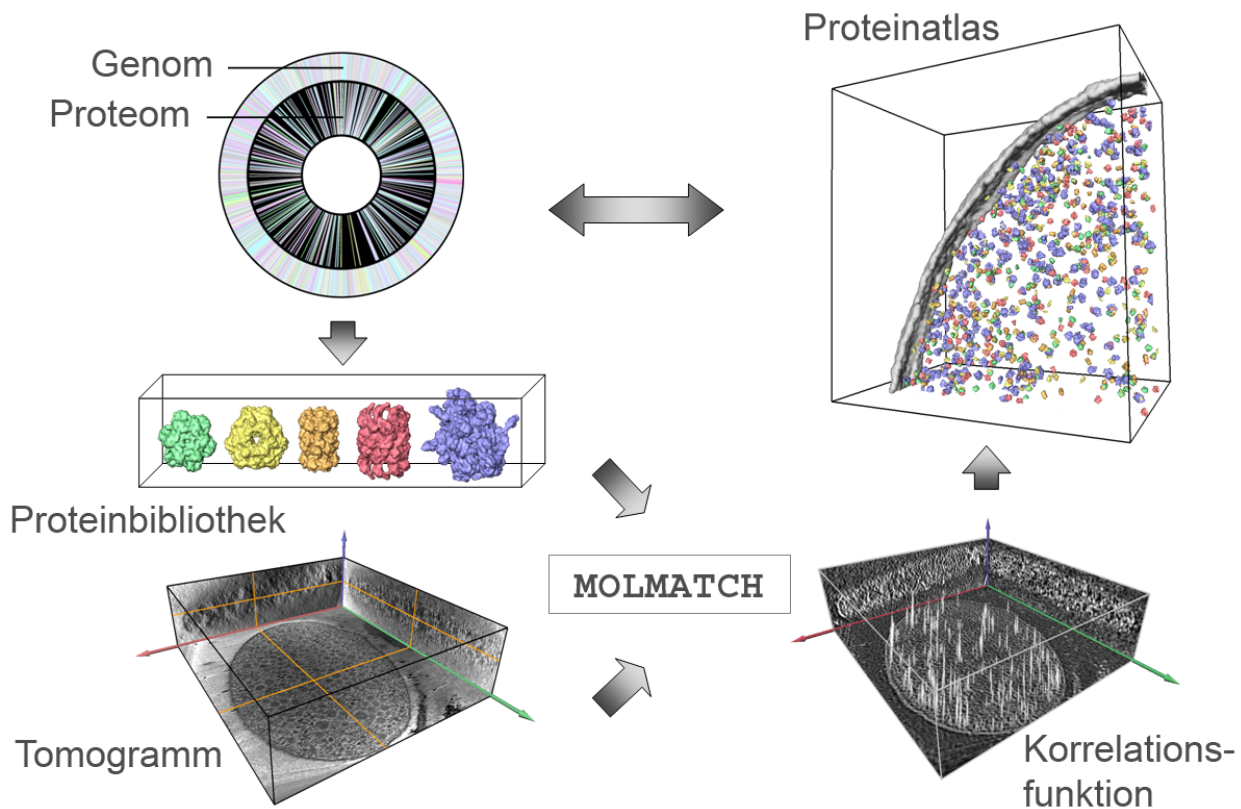 Proteinatlas
Genom
Proteom
Proteinbibliothek
MOLMATCH
Tomogramm
Korrelations-
funktion